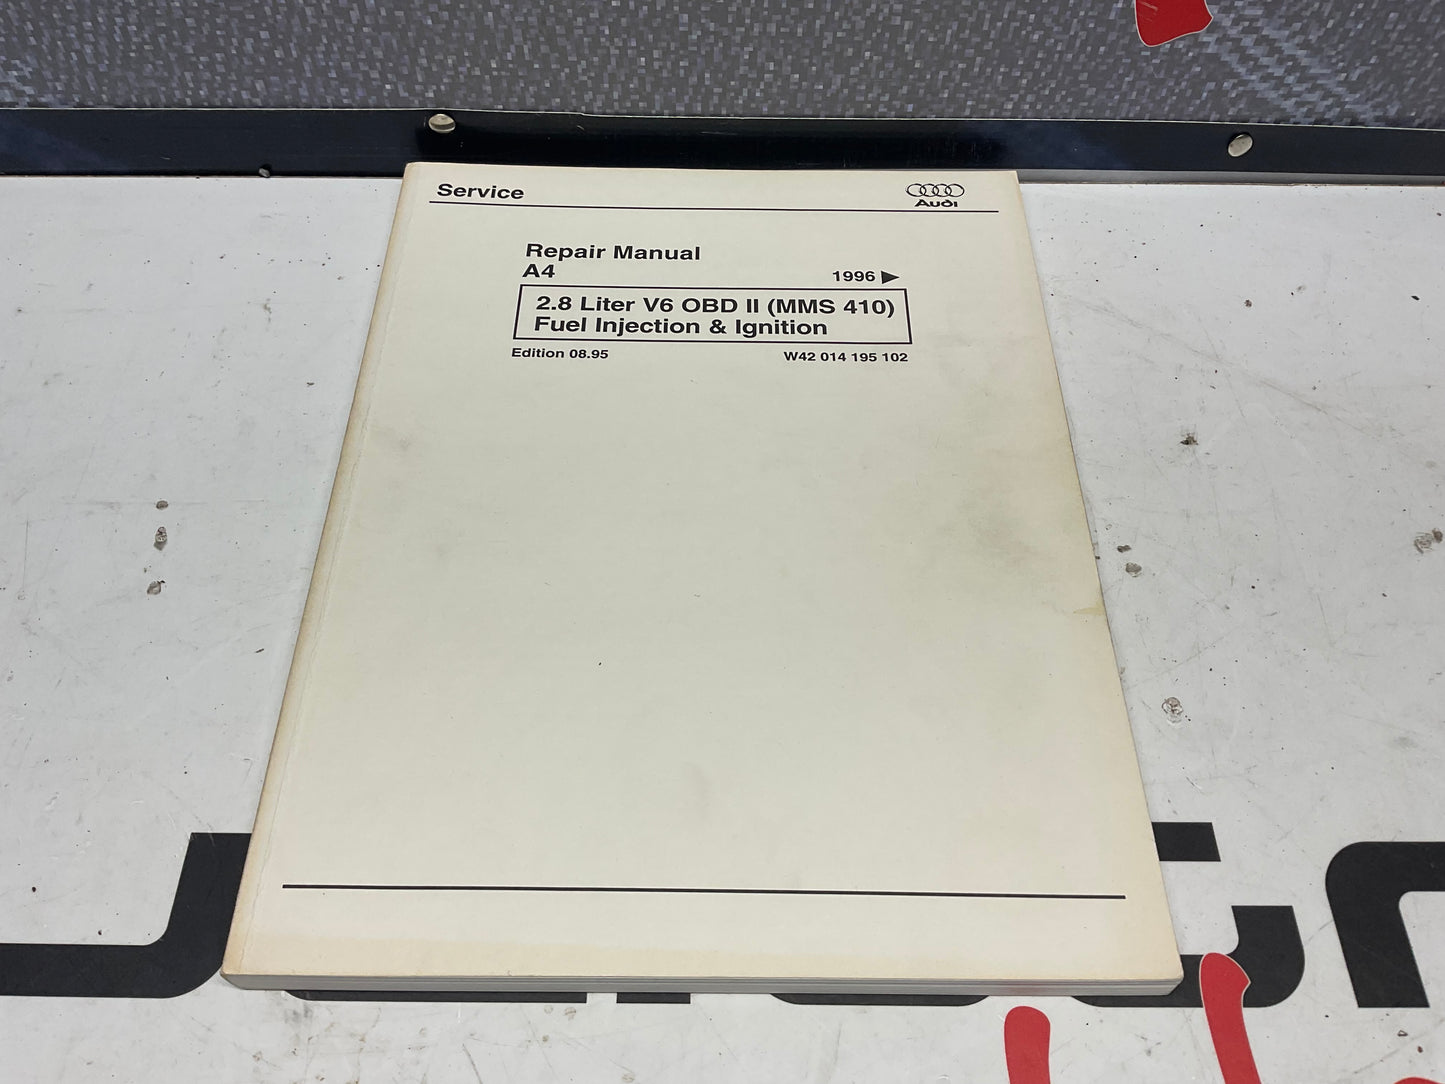 Service
Audi
Repair Manual
A4
1996 ▶
2.8 Liter V6 OBD II (MMS 410)
Fuel Injection & Ignition
Edition 08.95
W42 014 195 102